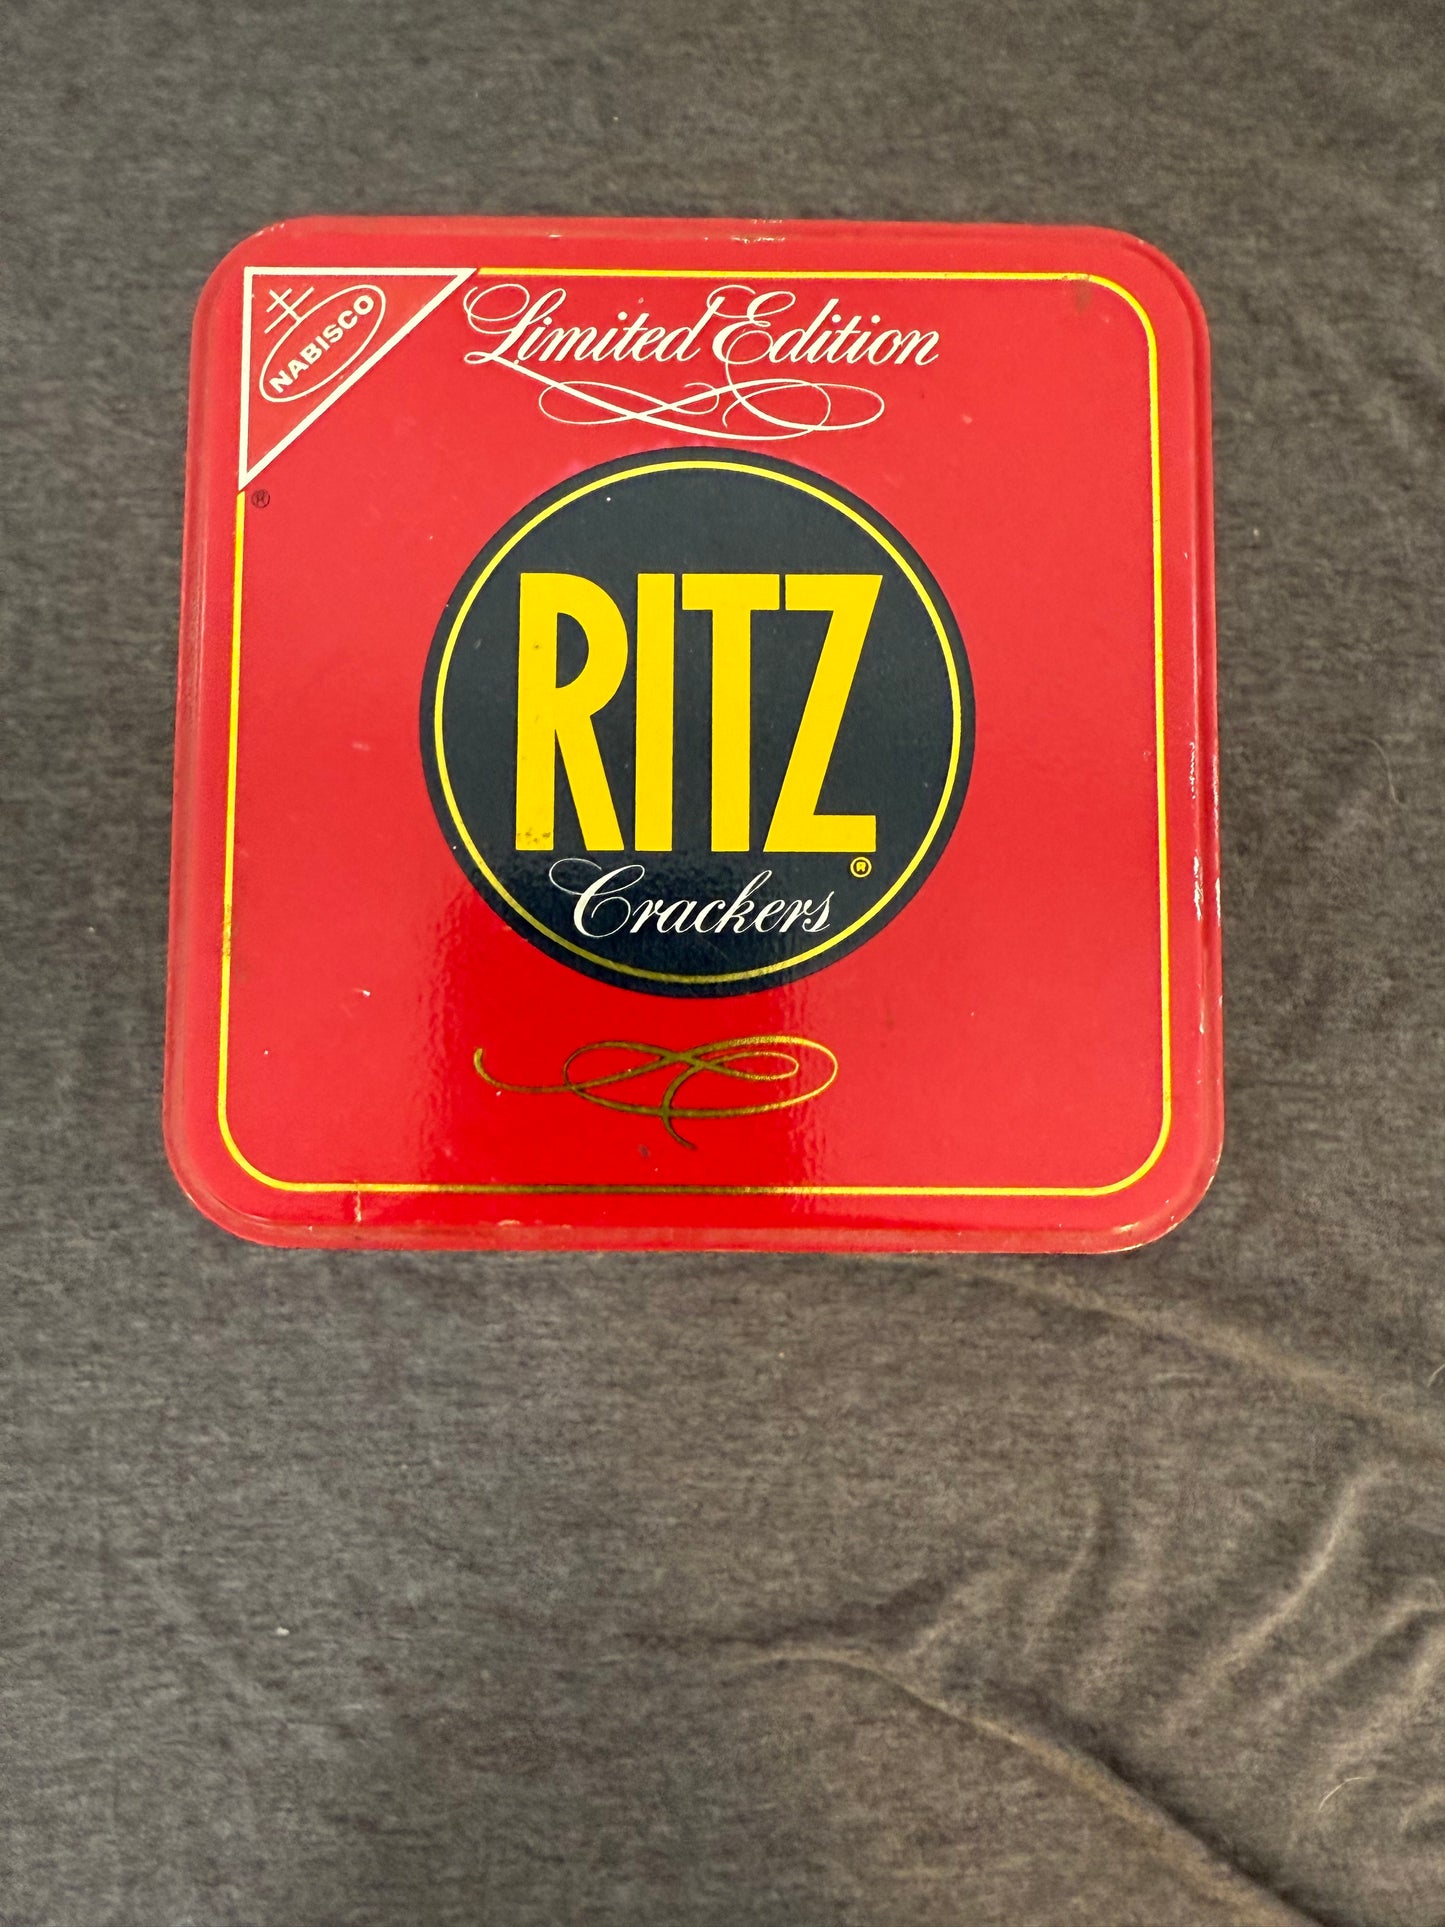 NABISCO
®
Limited Edition
RITZ
®
Crackers